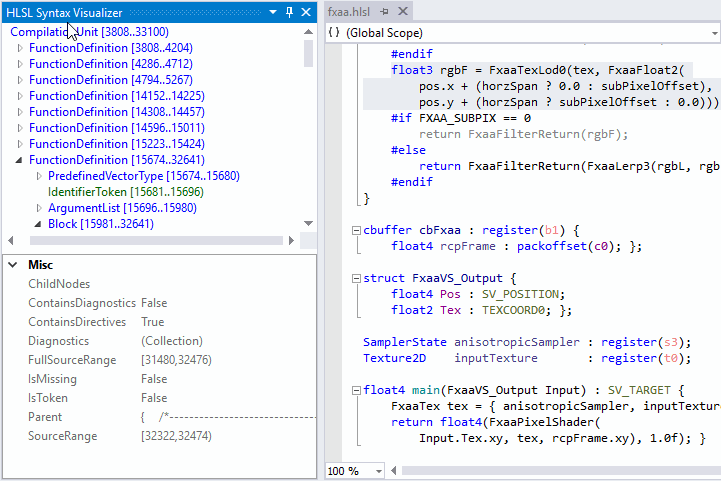 HLSL Syntax Visualizer
CompilationUnit [3808..33100)
FunctionDefinition [3808..4204)
FunctionDefinition [4286..4712)
FunctionDefinition [4794..5267)
FunctionDefinition [14152..14225)
FunctionDefinition [14308..14457)
FunctionDefinition [14596..15011)
FunctionDefinition [15223..15424)
FunctionDefinition [15674..32641)
PredefinedVectorType [15674..15680)
IdentifierToken [15681..15696)
ArgumentList [15696..15980)
Block [15981..32641)
Misc
ChildNodes
ContainsDiagnostics False
ContainsDirectives True
Diagnostics (Collection)
FullSourceRange [31480,32476)
IsMissing False
IsToken False
Parent { /*-----------------------------
SourceRange [32322,32474)
fxaa.hlsl
{ } (Global Scope)
#endif
float3 rgbF = FxaaTexLod0(tex, FxaaFloat2(
pos.x + (horzSpan ? 0.0 : subPixelOffset),
pos.y + (horzSpan ? subPixelOffset : 0.0)))
#if FXAA_SUBPIX == 0
return FxaaFilterReturn(rgbF);
#else
return FxaaFilterReturn(FxaaLerp3(rgbL, rgb
#endif
}
cbuffer cbFxaa : register(b1) {
float4 rcpFrame : packoffset(c0); };
struct FxaaVS_Output {
float4 Pos : SV_POSITION;
float2 Tex : TEXCOORD0; };
SamplerState anisotropicSampler : register(s3);
Texture2D inputTexture : register(t0);
float4 main(FxaaVS_Output Input) : SV_TARGET {
FxaaTex tex = { anisotropicSampler, inputTextur
return float4(FxaaPixelShader(
Input.Tex.xy, tex, rcpFrame.xy), 1.0f); }
100 %